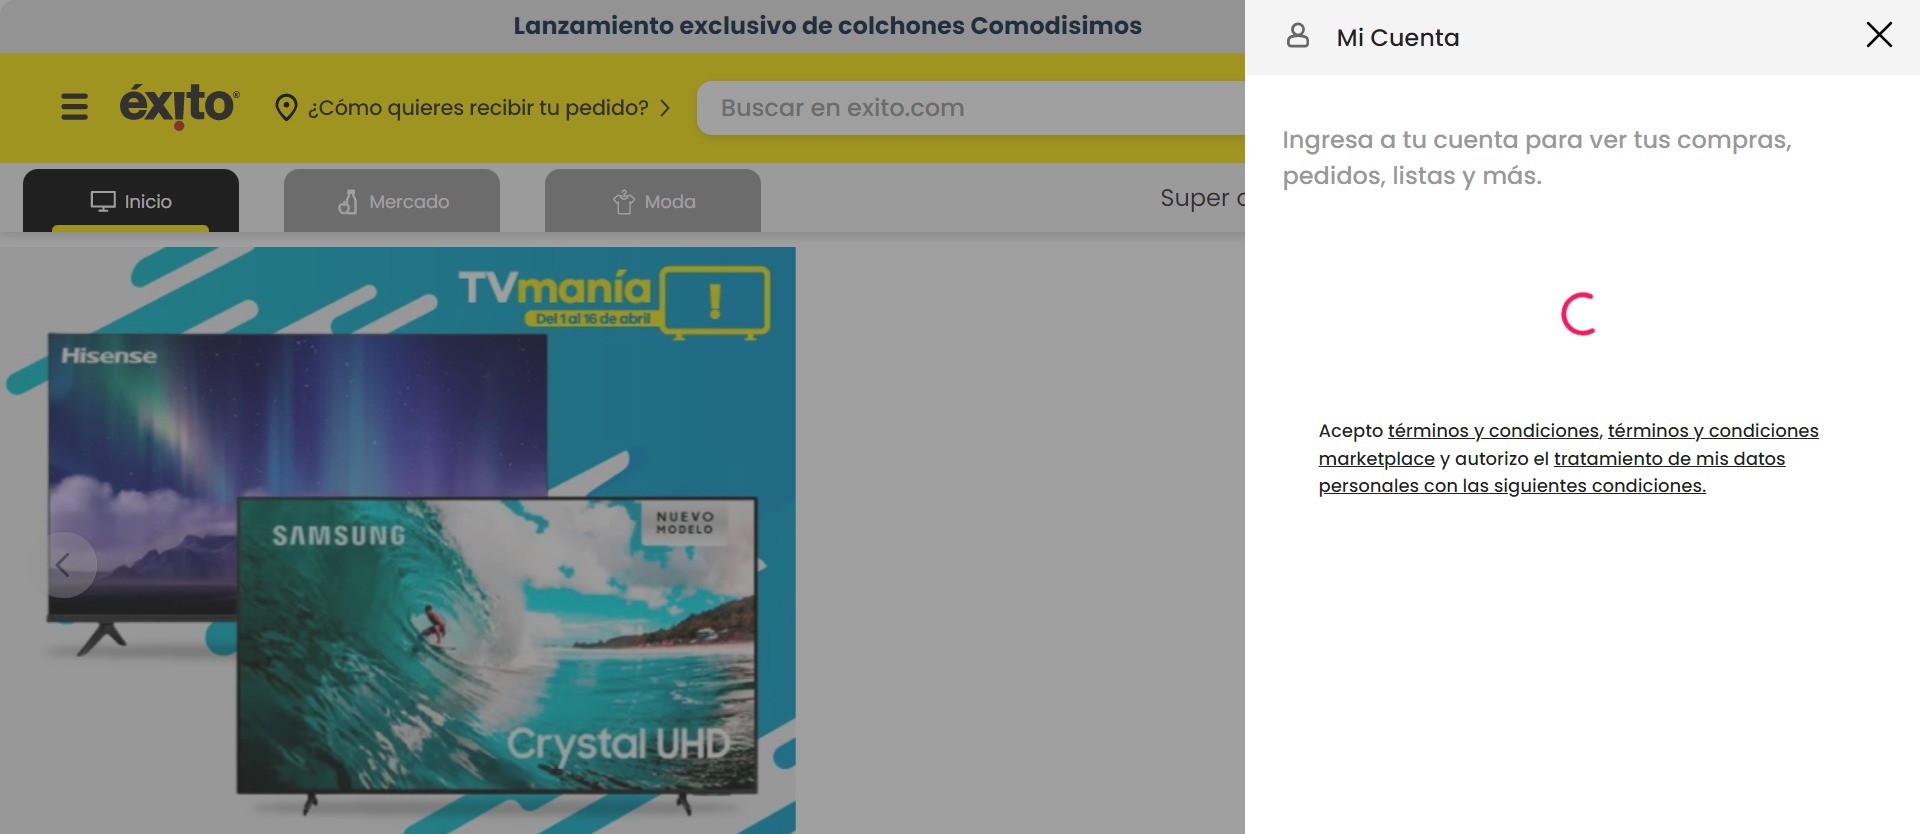 Lanzamiento exclusivo de colchones Comodisimos
éxito®
¿Cómo quieres recibir tu pedido?
Buscar en exito.com
Inicio
Mercado
Moda
Super
TVmanía
Del 1 al 16 de abril
Hisense
SAMSUNG
NUEVO
MODELO
Crystal UHD
Mi Cuenta
Ingresa a tu cuenta para ver tus compras,
pedidos, listas y más.
Acepto términos y condiciones, términos y condiciones
marketplace y autorizo el tratamiento de mis datos
personales con las siguientes condiciones.